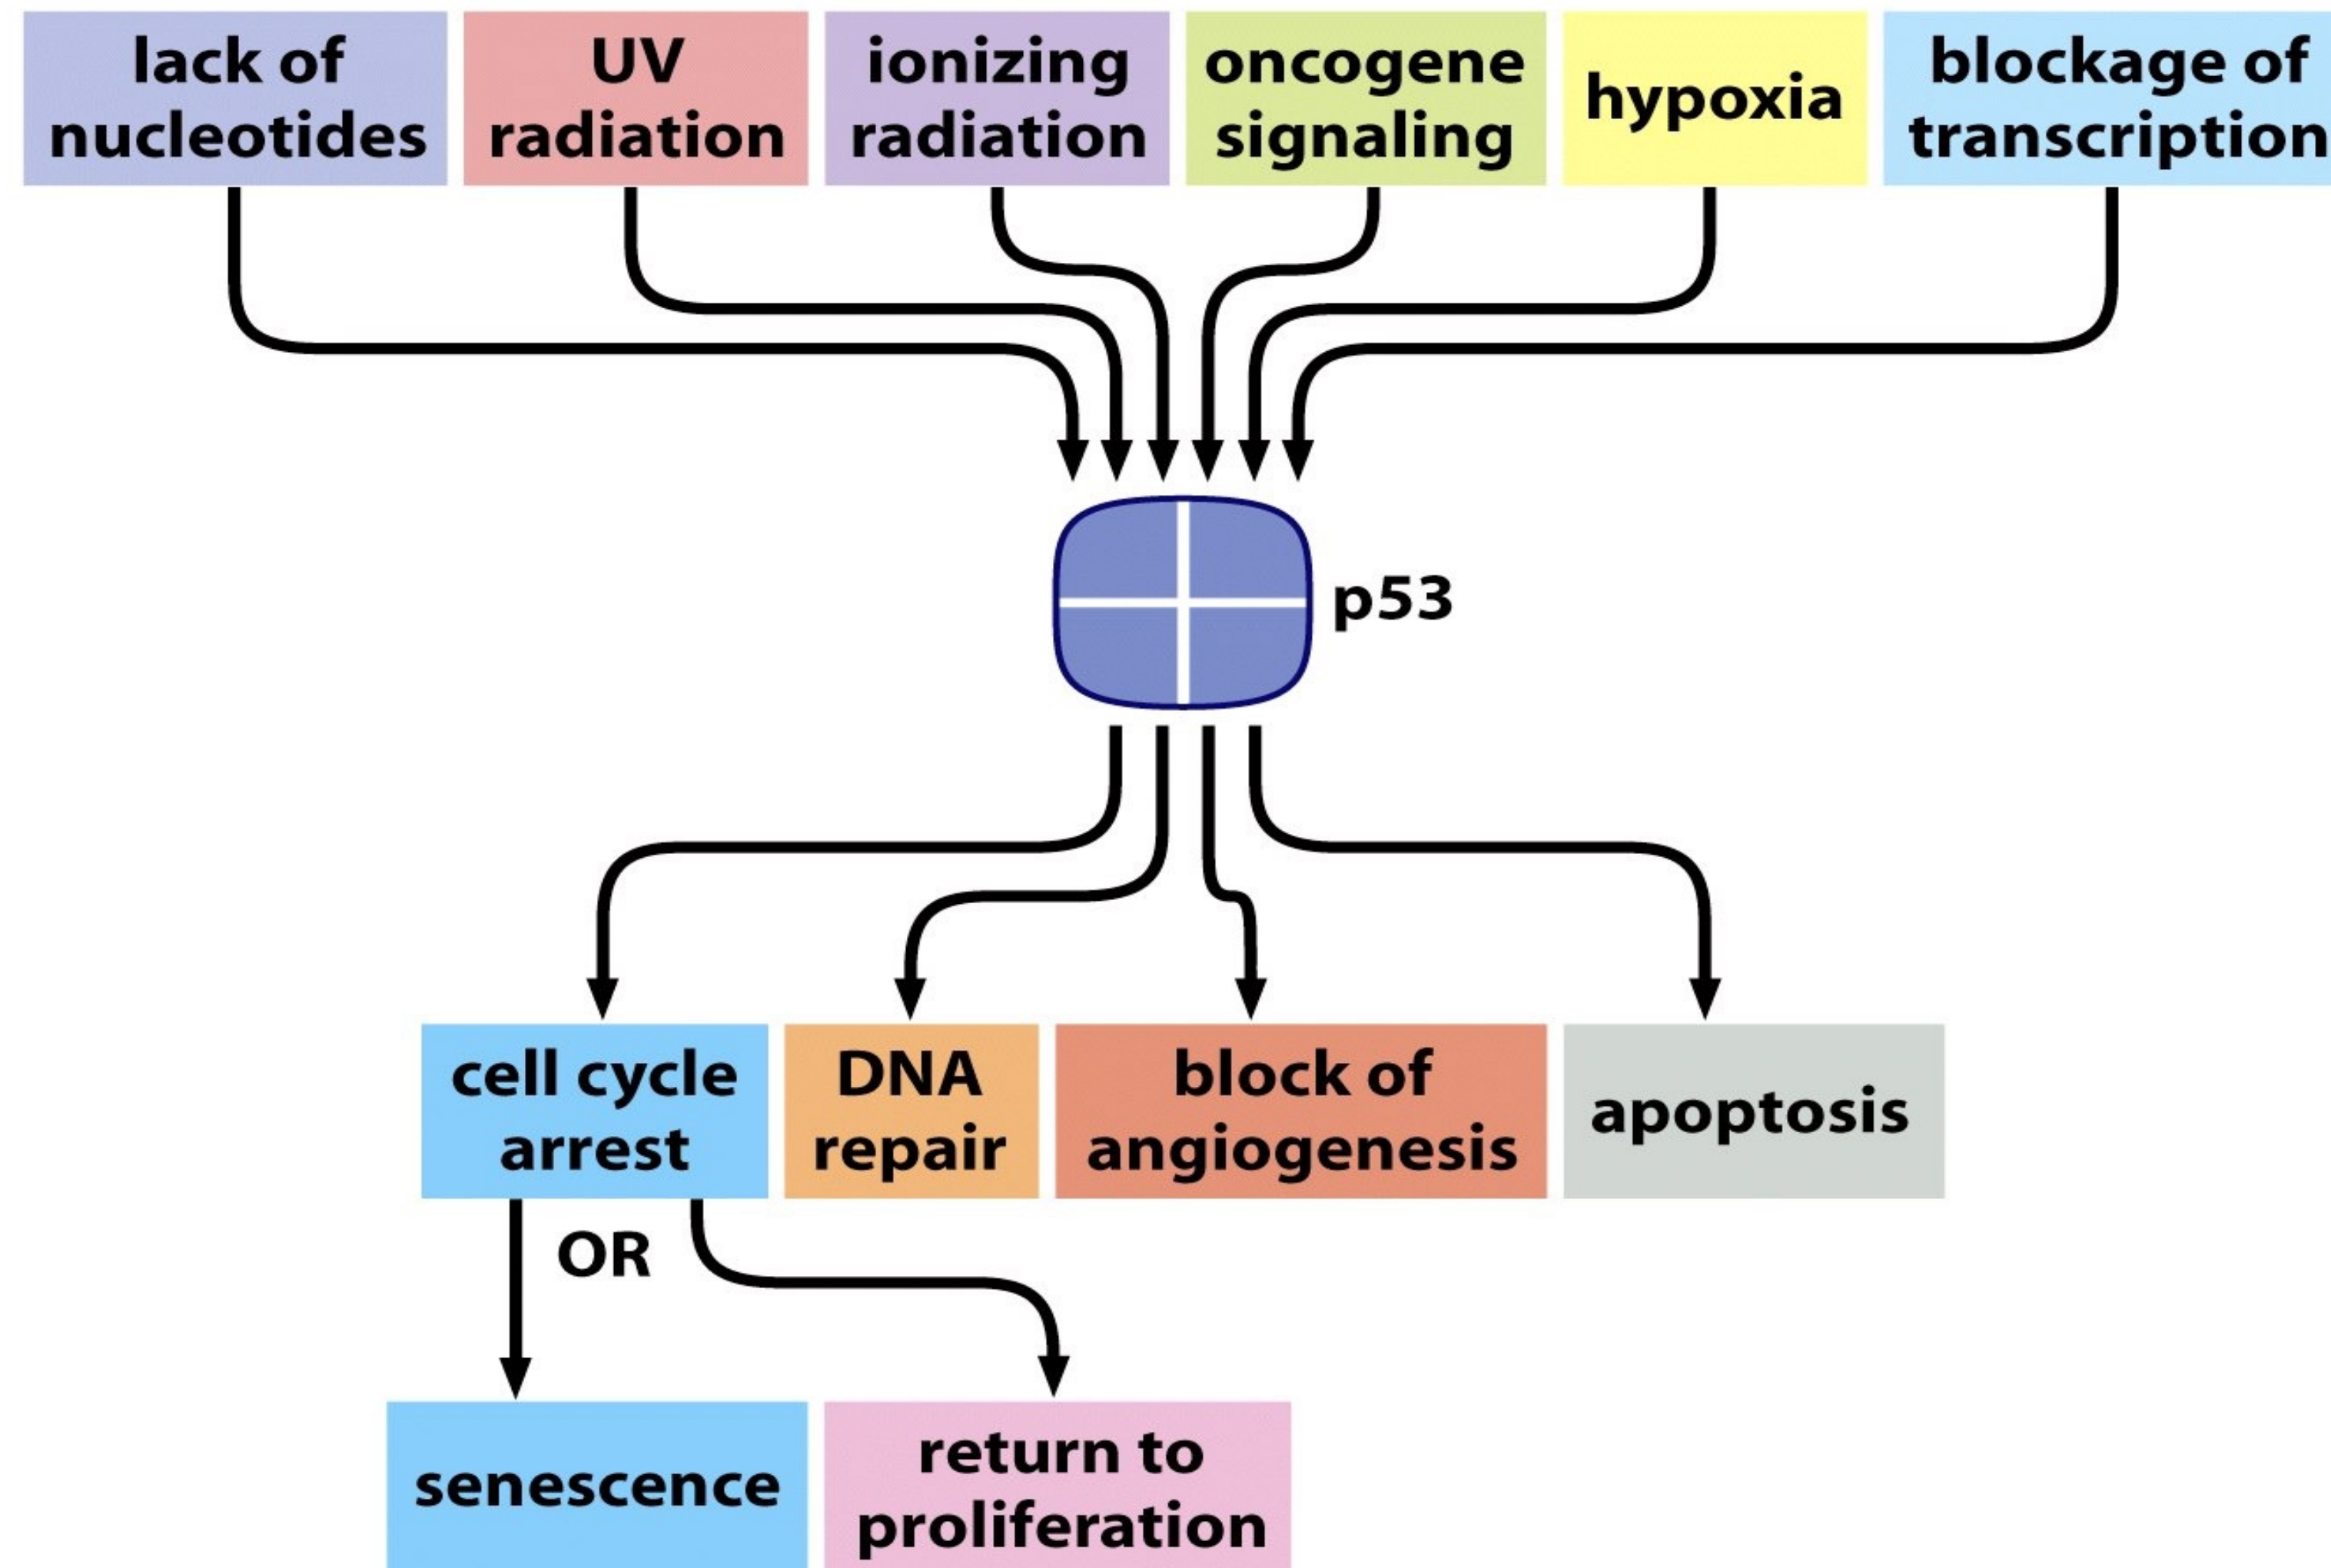 lack of
nucleotides
UV
radiation
ionizing
radiation
oncogene
signaling
hypoxia
blockage of
transcription
p53
cell cycle
arrest
DNA
repair
block of
angiogenesis
apoptosis
OR
senescence
return to
proliferation